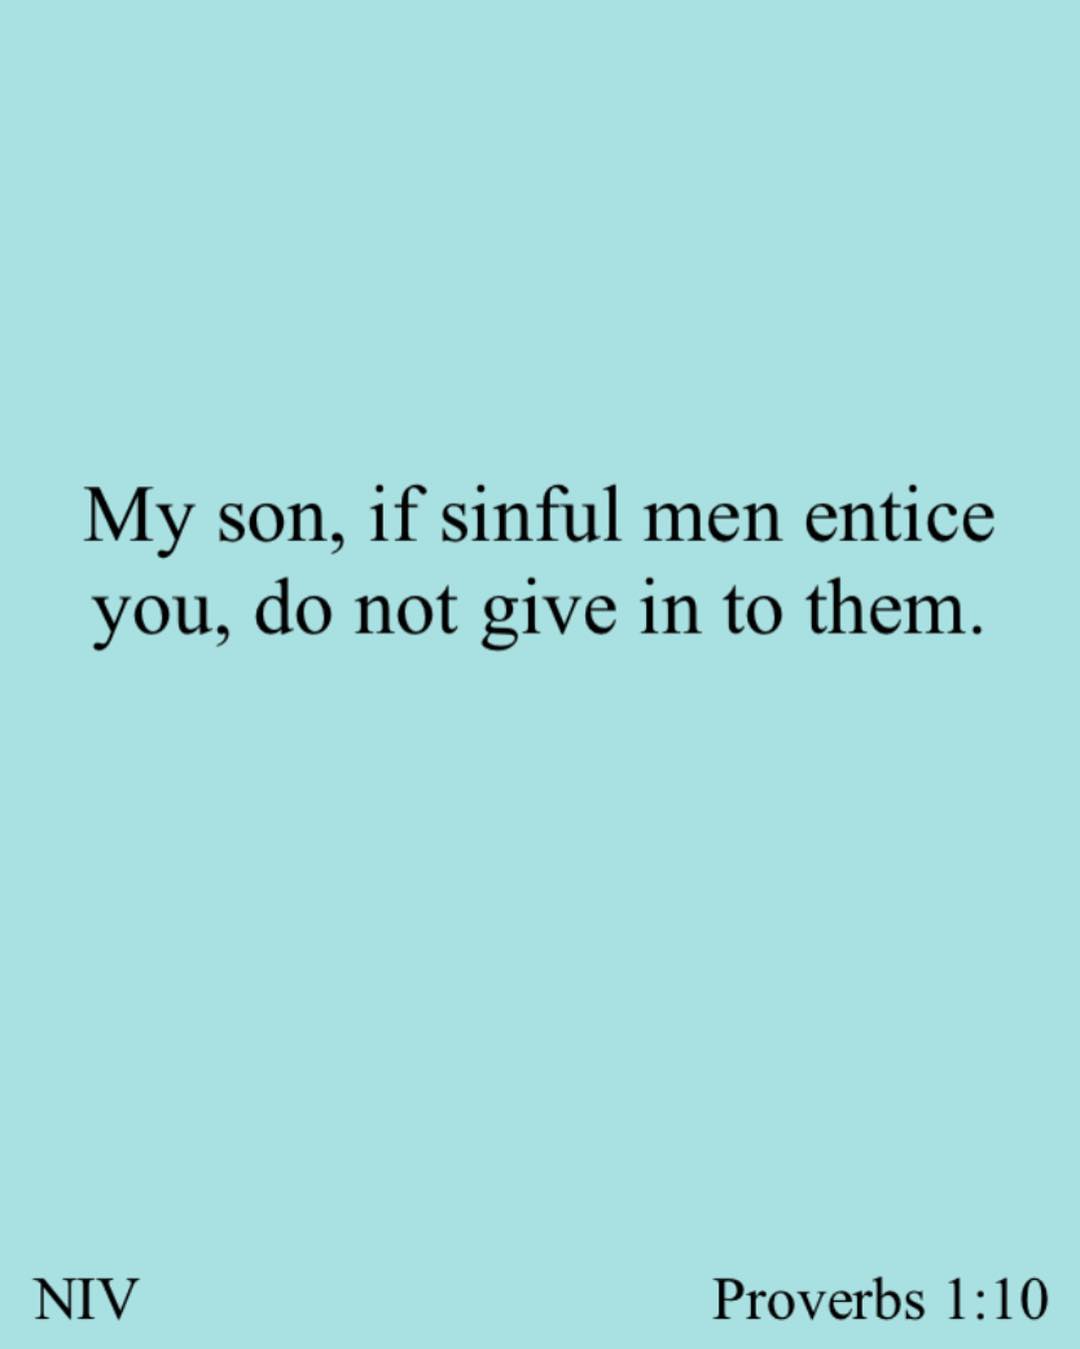 My son, if sinful men entice
you, do not give in to them.
NIV
Proverbs 1:10